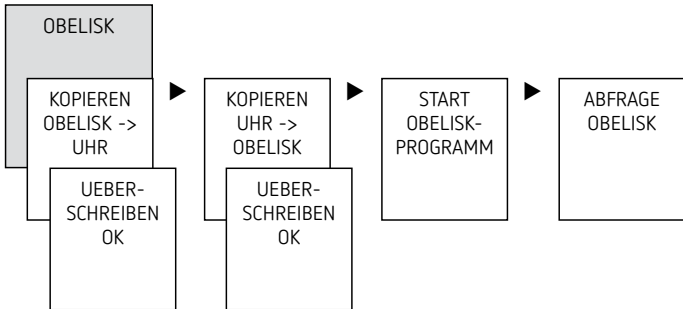 OBELISK
KOPIEREN
OBELISK ->
UHR
UEBER-
SCHREIBEN
OK
KOPIEREN
UHR ->
OBELISK
UEBER-
SCHREIBEN
OK
START
OBELISK-
PROGRAMM
ABFRAGE
OBELISK